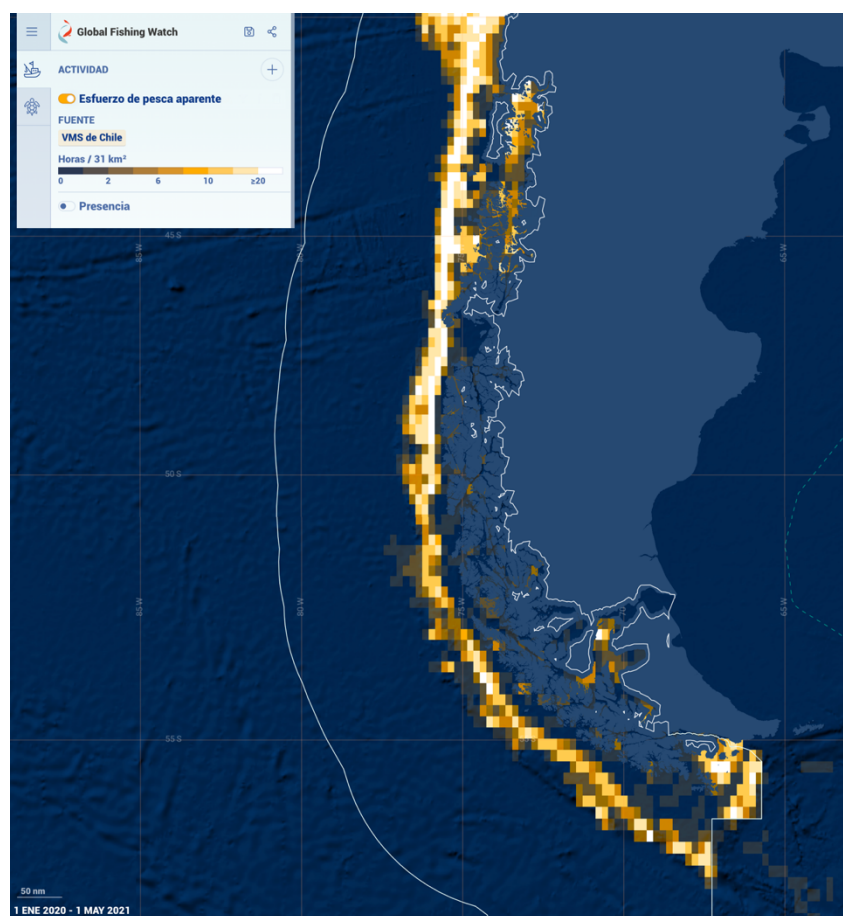 Global Fishing Watch
ACTIVIDAD
Esfuerzo de pesca aparente
FUENTE
VMS de Chile
Horas / 31 km²
0 2 6 10 ≥20
Presencia
45 S
85 W
65 W
50 S
85 W
80 W
75 W
70 W
65 W
55 S
50 nm
1 ENE 2020 - 1 MAY 2021